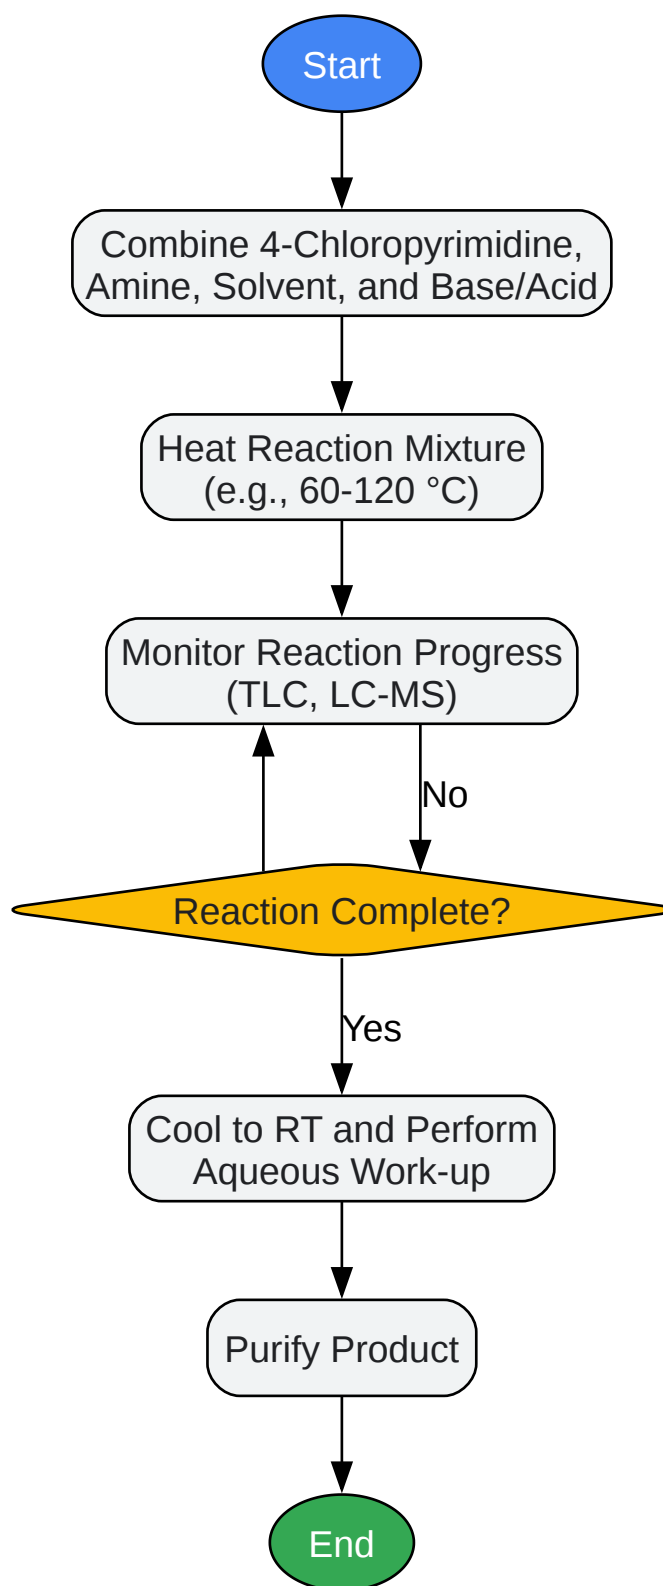 Start
Combine 4-Chloropyrimidine,
Amine, Solvent, and Base/Acid
Heat Reaction Mixture
(e.g., 60-120 °C)
Monitor Reaction Progress
(TLC, LC-MS)
No
Reaction Complete?
Yes
Cool to RT and Perform
Aqueous Work-up
Purify Product
End